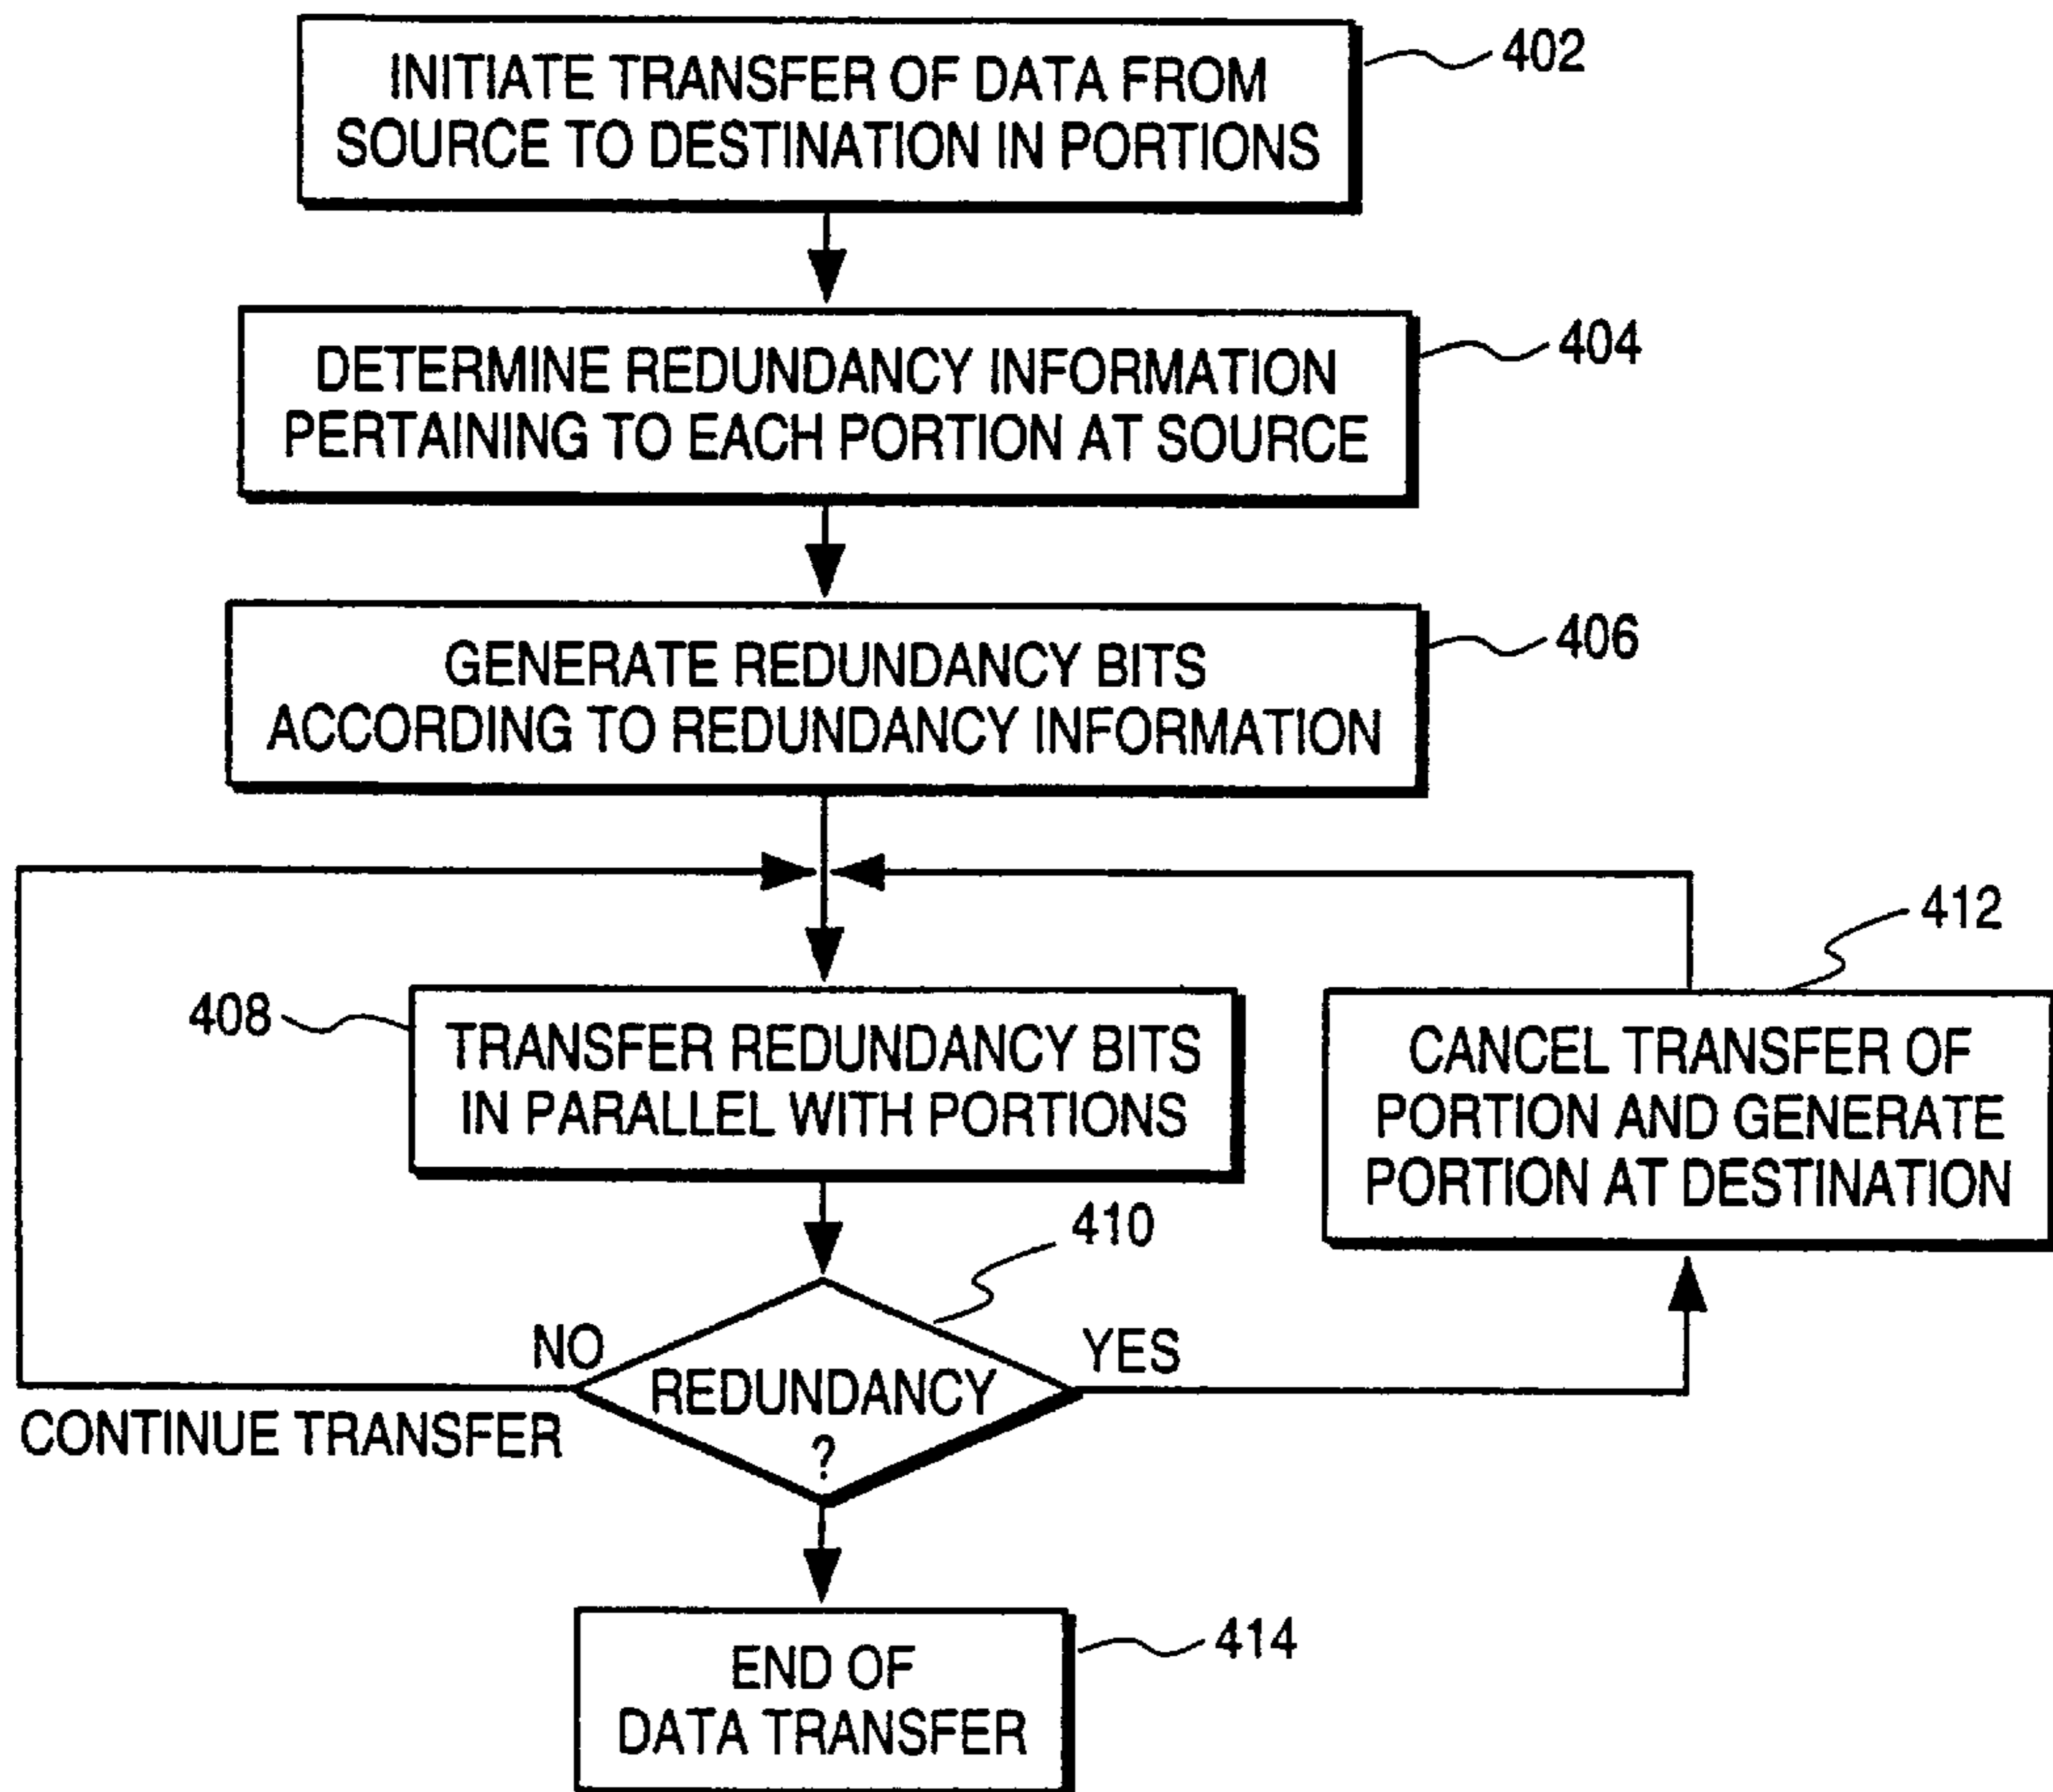 INITIATE TRANSFER OF DATA FROM
SOURCE TO DESTINATION IN PORTIONS
402
DETERMINE REDUNDANCY INFORMATION
PERTAINING TO EACH PORTION AT SOURCE
404
GENERATE REDUNDANCY BITS
ACCORDING TO REDUNDANCY INFORMATION
406
408
TRANSFER REDUNDANCY BITS
IN PARALLEL WITH PORTIONS
412
CANCEL TRANSFER OF
PORTION AND GENERATE
PORTION AT DESTINATION
410
NO
YES
REDUNDANCY
?
CONTINUE TRANSFER
END OF
DATA TRANSFER
414